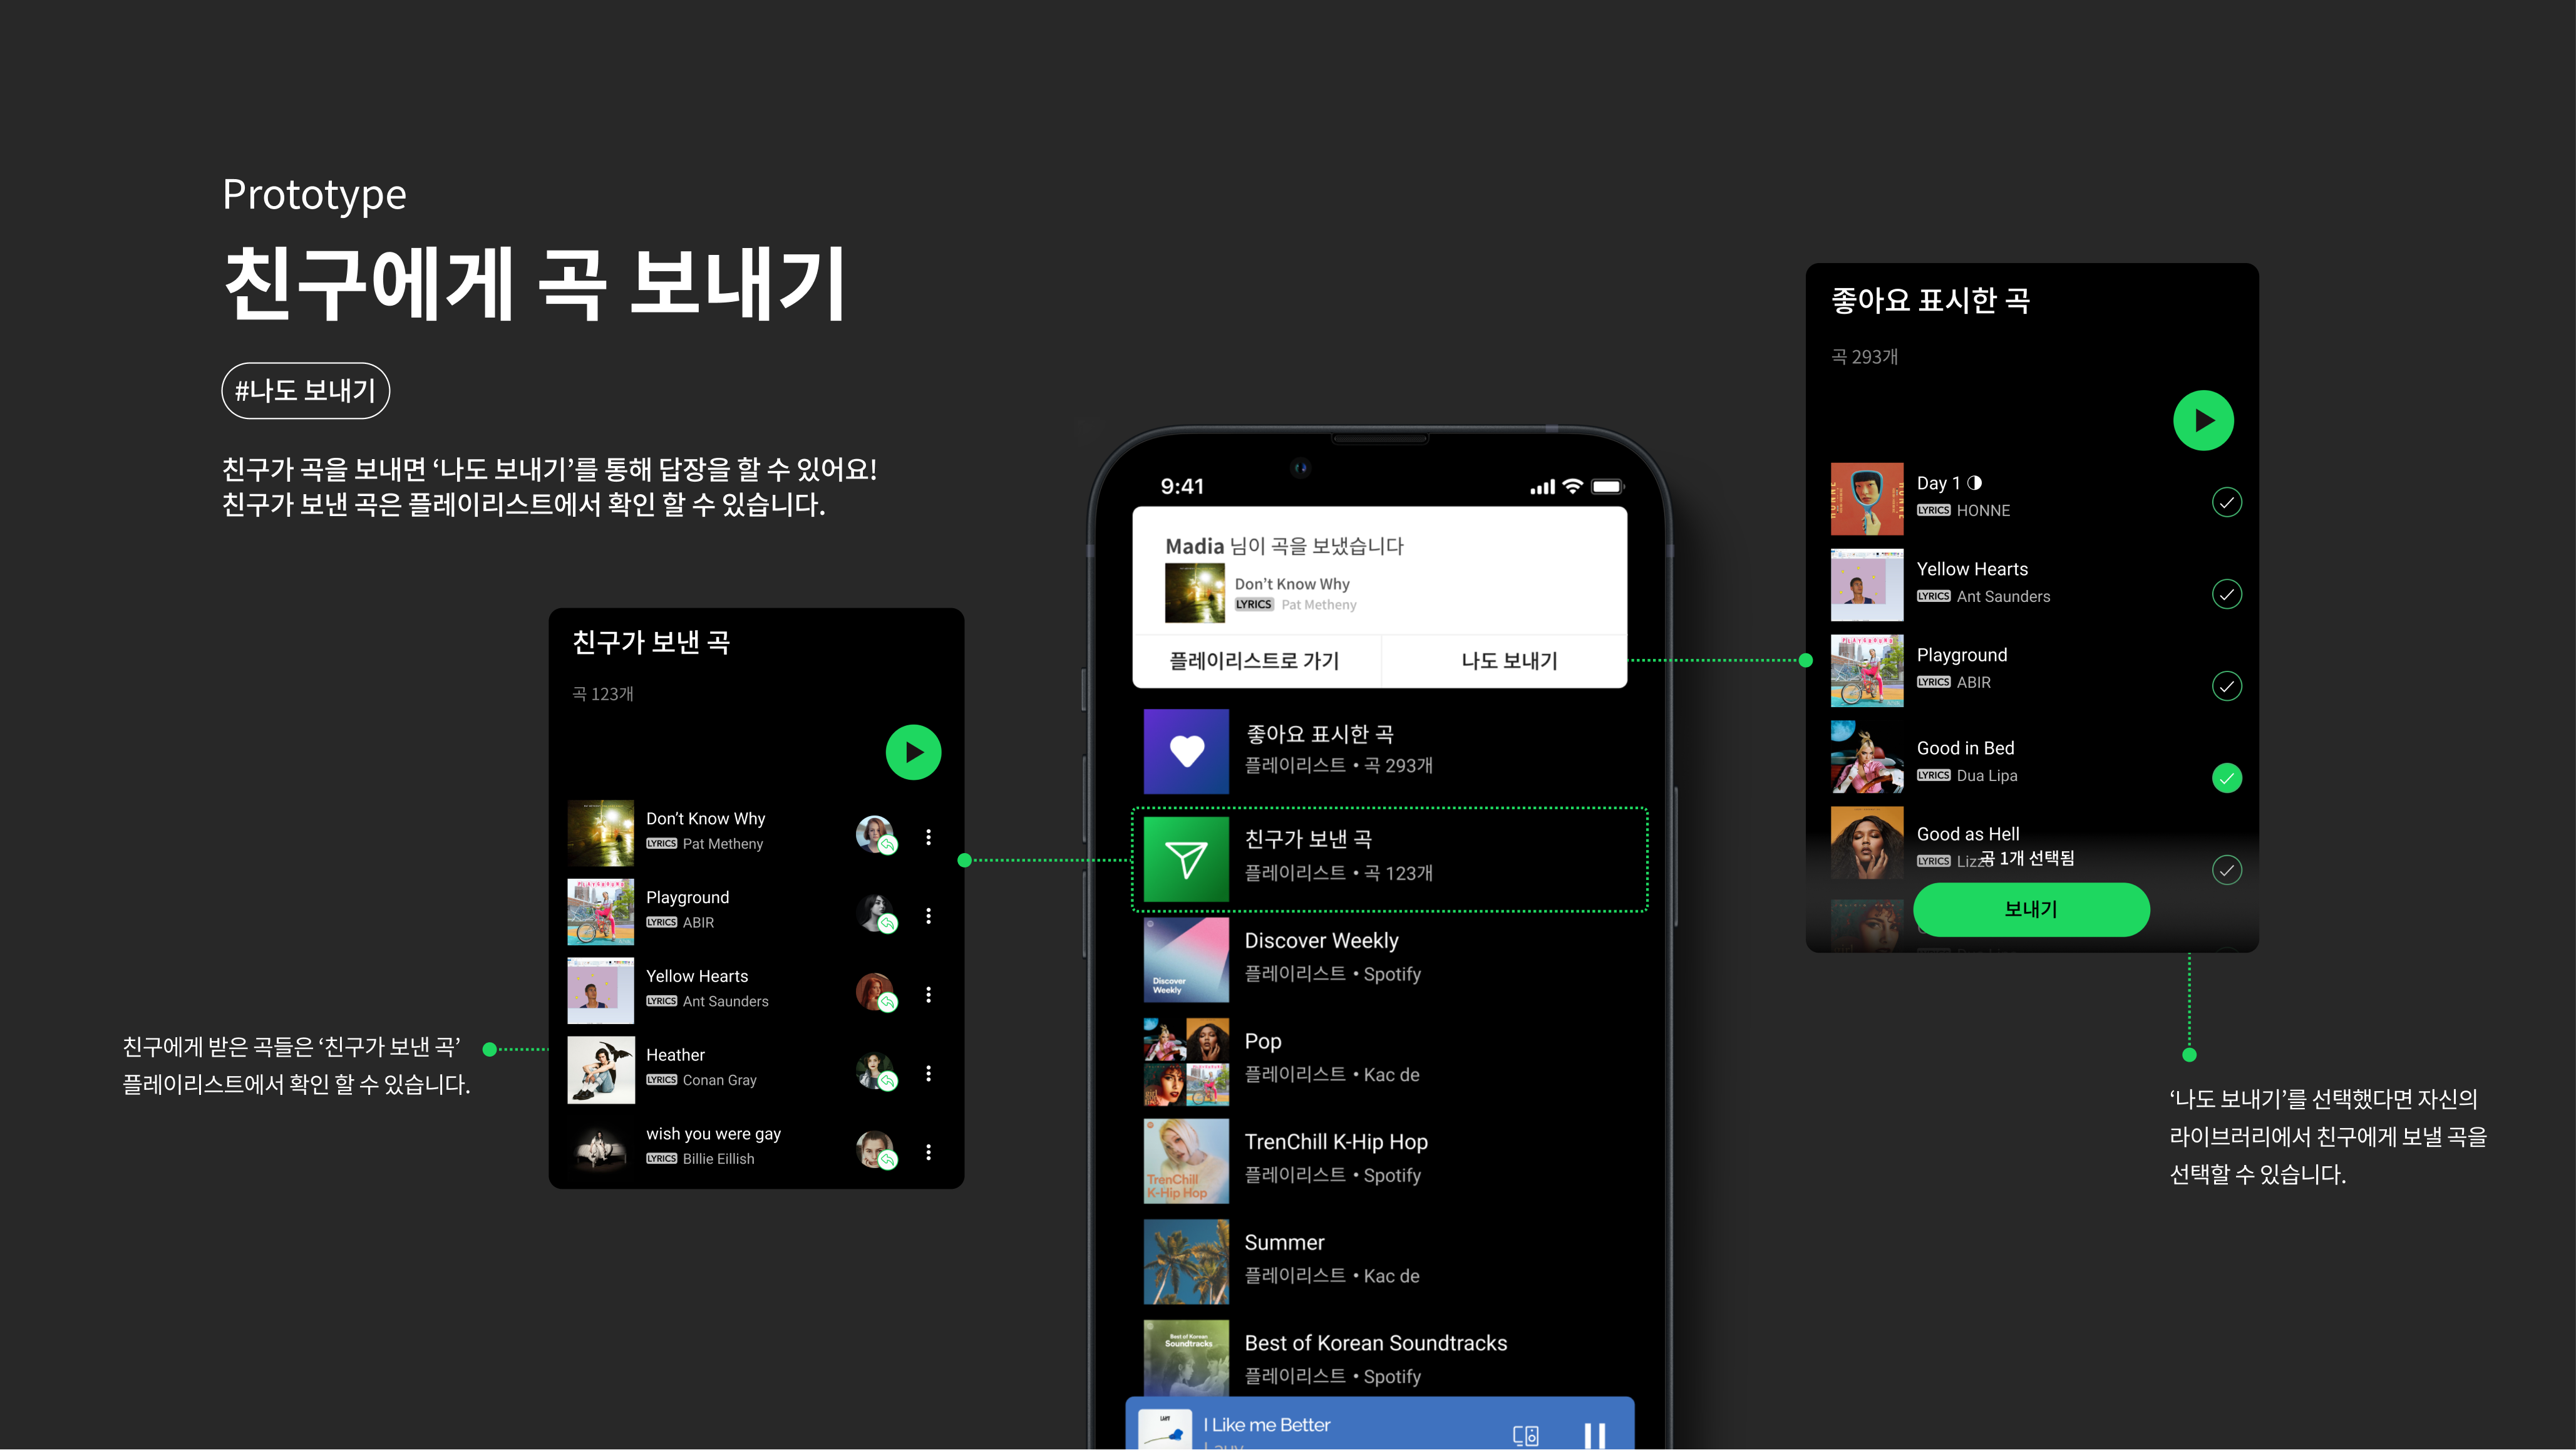 Prototype
친구에게 곡 보내기
#나도 보내기
친구가 곡을 보내면 ‘나도 보내기’를 통해 답장을 할 수 있어요!
친구가 보낸 곡은 플레이리스트에서 확인 할 수 있습니다.
친구가 보낸 곡
곡 123개
Don’t Know Why
LYRICS Pat Metheny
Playground
LYRICS ABIR
Yellow Hearts
LYRICS Ant Saunders
Heather
LYRICS Conan Gray
wish you were gay
LYRICS Billie Eillish
친구에게 받은 곡들은 ‘친구가 보낸 곡’
플레이리스트에서 확인 할 수 있습니다.
9:41
Madia 님이 곡을 보냈습니다
Don’t Know Why
LYRICS Pat Metheny
플레이리스트로 가기
나도 보내기
좋아요 표시한 곡
플레이리스트 • 곡 293개
친구가 보낸 곡
플레이리스트 • 곡 123개
Discover
Weekly
Discover Weekly
플레이리스트 • Spotify
Pop
플레이리스트 • Kac de
TrenChill
K-Hip Hop
TrenChill K-Hip Hop
플레이리스트 • Spotify
Summer
플레이리스트 • Kac de
Best of Korean
Soundtracks
Best of Korean Soundtracks
플레이리스트 • Spotify
I Like me Better
Lauv
좋아요 표시한 곡
곡 293개
HONNE
Day 1
LYRICS HONNE
Yellow Hearts
LYRICS Ant Saunders
PLAYGROUND
Playground
LYRICS ABIR
Good in Bed
LYRICS Dua Lipa
Good as Hell
LYRICS Lizzo
곡 1개 선택됨
보내기
‘나도 보내기’를 선택했다면 자신의
라이브러리에서 친구에게 보낼 곡을
선택할 수 있습니다.